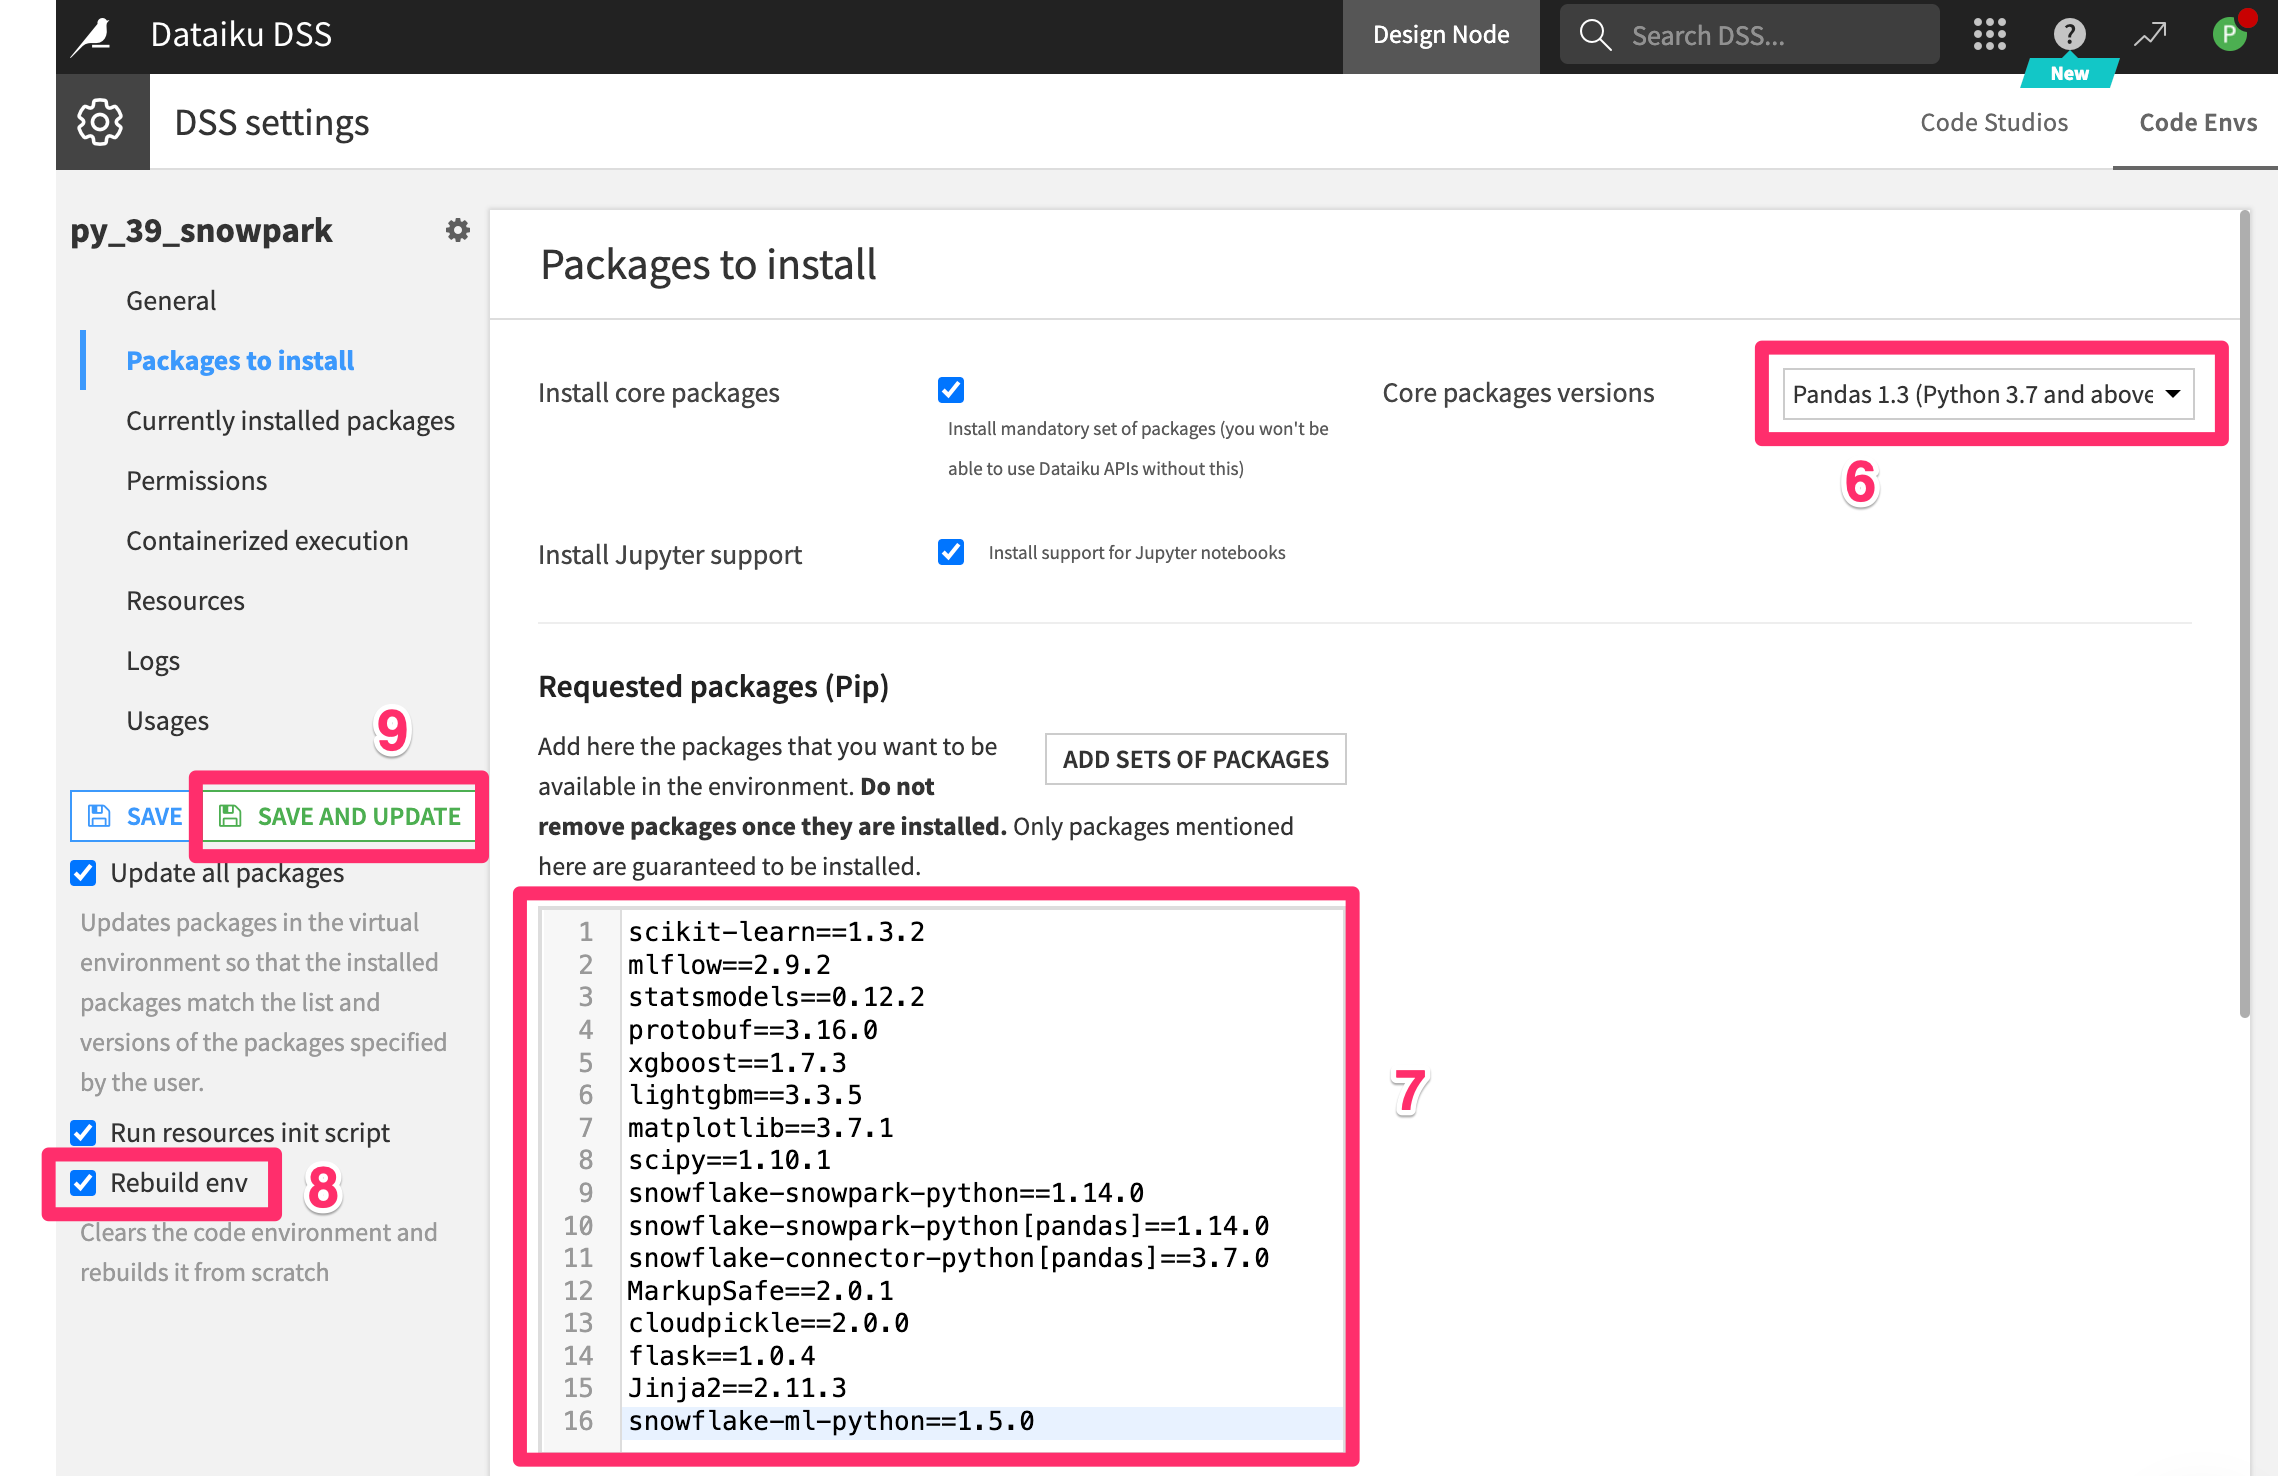 Dataiku DSS
Design Node
Search DSS...
?
New
P
DSS settings
Code Studios
Code Envs
py_39_snowpark
General
Packages to install
Currently installed packages
Permissions
Containerized execution
Resources
Logs
Usages
9
SAVE
SAVE AND UPDATE
Update all packages
Updates packages in the virtual
environment so that the installed
packages match the list and
versions of the packages specified
by the user.
Run resources init script
Rebuild env
8
Clears the code environment and
rebuilds it from scratch
Packages to install
Install core packages
Install mandatory set of packages (you won't be
able to use Dataiku APIs without this)
Core packages versions
Pandas 1.3 (Python 3.7 and above
6
Install Jupyter support
Install support for Jupyter notebooks
Requested packages (Pip)
Add here the packages that you want to be
available in the environment. Do not
remove packages once they are installed. Only packages mentioned
here are guaranteed to be installed.
ADD SETS OF PACKAGES
1 scikit-learn==1.3.2
2 mlflow==2.9.2
3 statsmodels==0.12.2
4 protobuf==3.16.0
5 xgboost==1.7.3
6 lightgbm==3.3.5
7 matplotlib==3.7.1
8 scipy==1.10.1
9 snowflake-snowpark-python==1.14.0
10 snowflake-snowpark-python[pandas]==1.14.0
11 snowflake-connector-python[pandas]==3.7.0
12 MarkupSafe==2.0.1
13 cloudpickle==2.0.0
14 flask==1.0.4
15 Jinja2==2.11.3
16 snowflake-ml-python==1.5.0
7